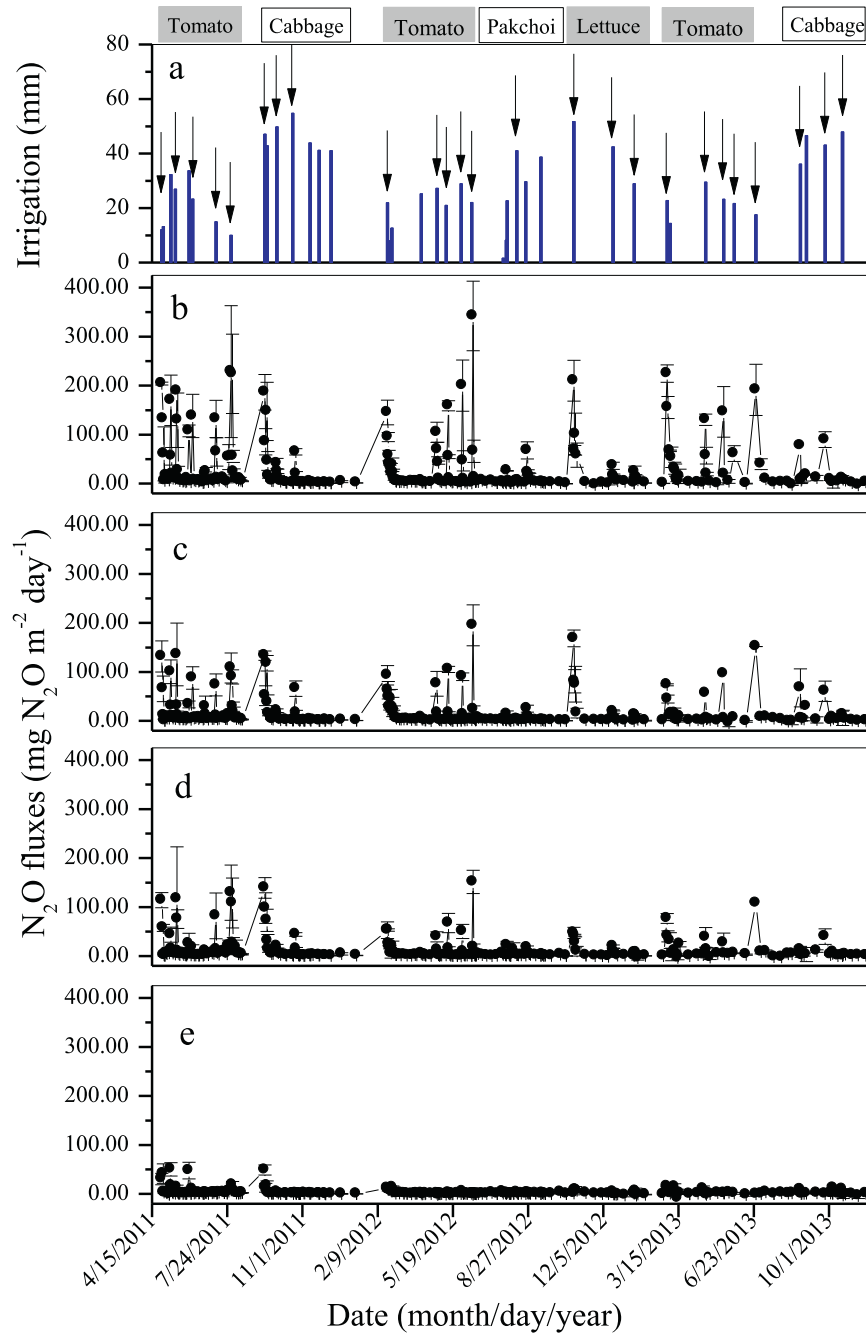 Tomato Cabbage Tomato Pakchoi Lettuce Tomato Cabbage
80
a
60
40
20
0
Irrigation (mm)
400.00
b
300.00
200.00
100.00
0.00
400.00
c
300.00
200.00
100.00
0.00
N₂O fluxes (mg N₂O m⁻² day⁻¹)
400.00
d
300.00
200.00
100.00
0.00
400.00
e
300.00
200.00
100.00
0.00
4/15/2011 7/24/2011 11/1/2011 2/9/2012 5/19/2012 8/27/2012 12/5/2012 3/15/2013 6/23/2013 10/1/2013
Date (month/day/year)